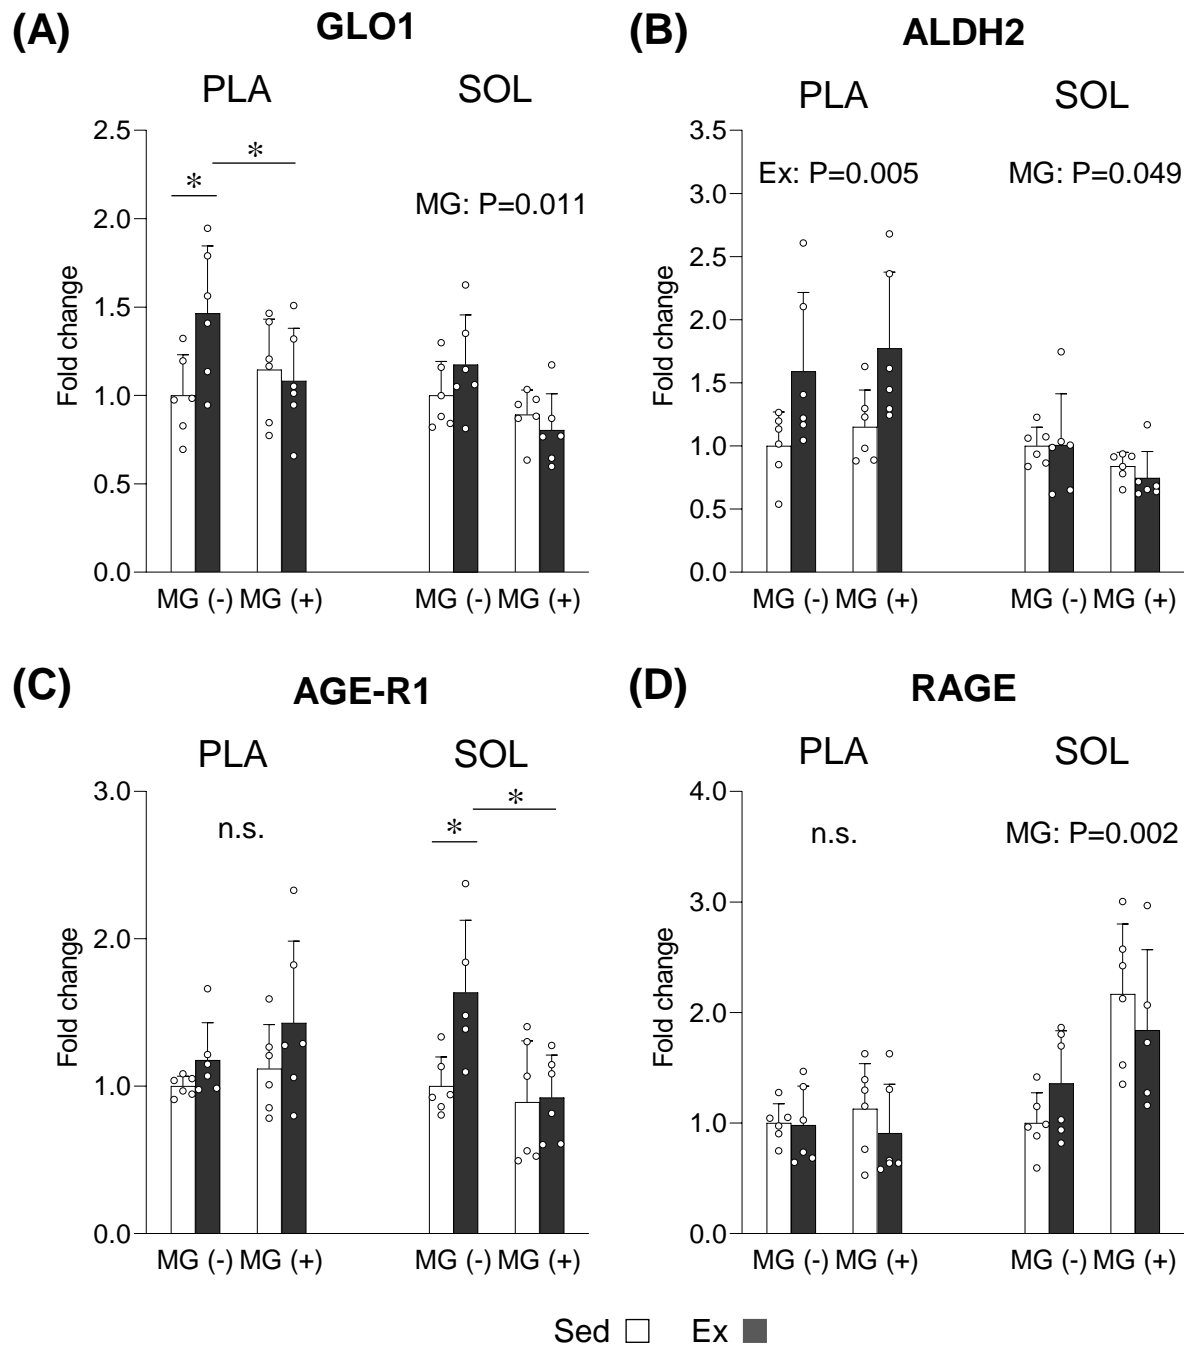 (A)
GLO1
PLA
SOL
Fold change
2.5
2.0
1.5
1.0
0.5
0.0
*
*
MG: P=0.011
MG (-) MG (+)
MG (-) MG (+)
(B)
ALDH2
PLA
SOL
Fold change
3.5
3.0
2.5
2.0
1.5
1.0
0.5
0.0
Ex: P=0.005
MG: P=0.049
MG (-) MG (+)
MG (-) MG (+)
(C)
AGE-R1
PLA
SOL
Fold change
3.0
2.0
1.0
0.0
n.s.
*
*
MG (-) MG (+)
MG (-) MG (+)
(D)
RAGE
PLA
SOL
Fold change
4.0
3.0
2.0
1.0
0.0
n.s.
MG: P=0.002
MG (-) MG (+)
MG (-) MG (+)
Sed
Ex